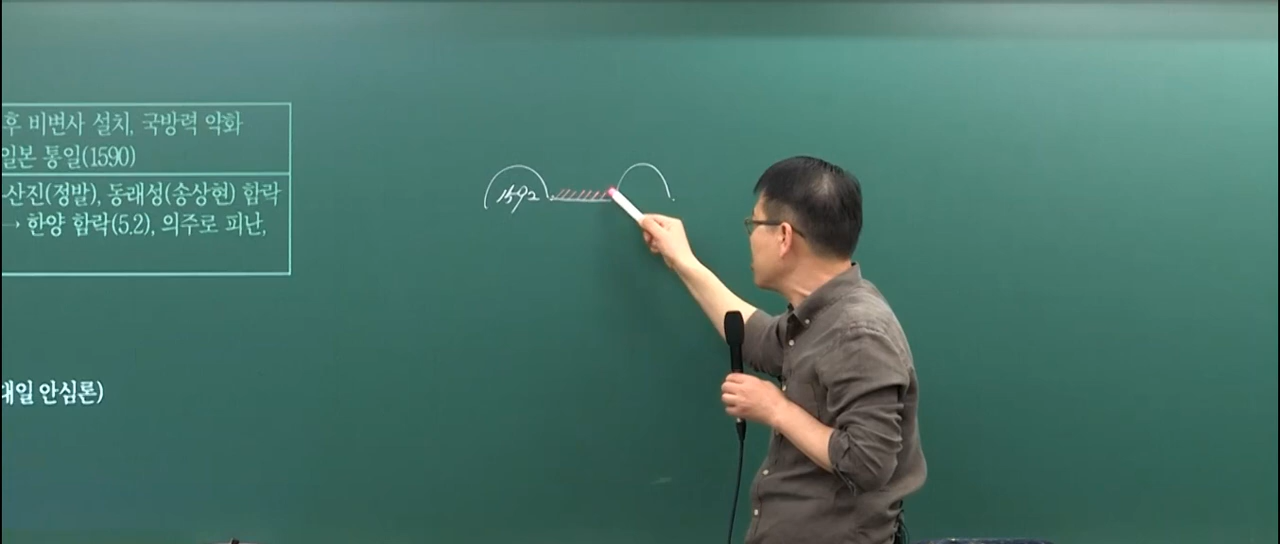 후 비변사 설치, 국방력 약화
일본 통일(1590)
산진(정발), 동래성(송상현) 함락
→ 한양 함락(5.2), 의주로 피난,
1592
대일 안심론)